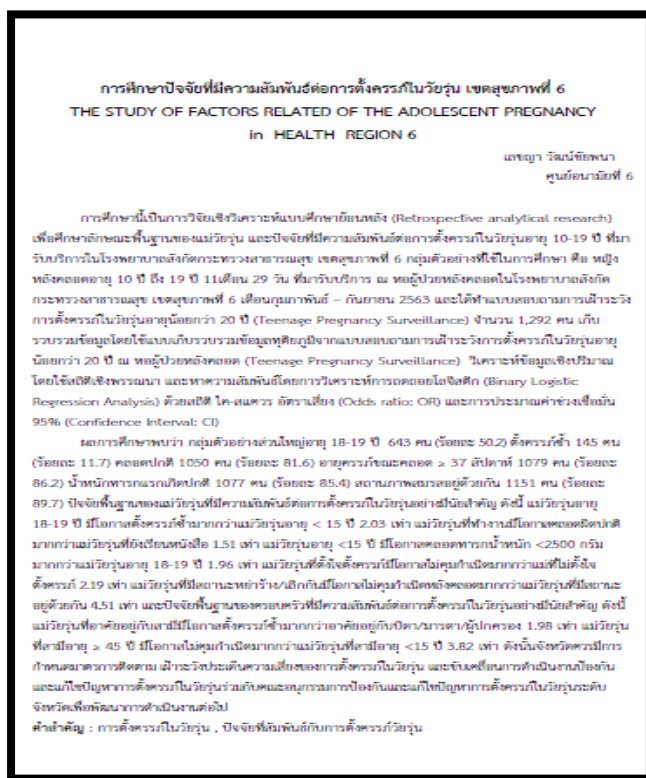 การศึกษาปัจจัยที่มีความสัมพันธ์ต่อการตั้งครรภ์ในวัยรุ่น เขตสุขภาพที่ 6
THE STUDY OF FACTORS RELATED OF THE ADOLESCENT PREGNANCY
in HEALTH REGION 6
เลขญา วัฒน์ชัยพนา
ศูนย์อนามัยที่ 6
การศึกษานี้เป็นการวิจัยเชิงวิเคราะห์แบบศึกษาย้อนหลัง (Retrospective analytical research)
เพื่อศึกษาลักษณะพื้นฐานของแม่วัยรุ่น และปัจจัยที่มีความสัมพันธ์ต่อการตั้งครรภ์ในวัยรุ่นอายุ 10-19 ปี ที่มา
รับบริการในโรงพยาบาลสังกัดกระทรวงสาธารณสุข เขตสุขภาพที่ 6 กลุ่มตัวอย่างที่ใช้ในการศึกษา คือ หญิง
หลังคลอดอายุ 10 ปี ถึง 19 ปี 11เดือน 29 วัน ที่มารับบริการ ณ หอผู้ป่วยหลังคลอดในโรงพยาบาลสังกัด
กระทรวงสาธารณสุข เขตสุขภาพที่ 6 เดือนกุมภาพันธ์ – กันยายน 2563 และได้ทำแบบสอบถามการเฝ้าระวัง
การตั้งครรภ์ในวัยรุ่นอายุน้อยกว่า 20 ปี (Teenage Pregnancy Surveillance) จำนวน 1,292 คน เก็บ
รวบรวมข้อมูลโดยใช้แบบเก็บรวบรวมข้อมูลทุติยภูมิจากแบบสอบถามการเฝ้าระวังการตั้งครรภ์ในวัยรุ่นอายุ
น้อยกว่า 20 ปี ณ หอผู้ป่วยหลังคลอด (Teenage Pregnancy Surveillance) วิเคราะห์ข้อมูลเชิงปริมาณ
โดยใช้สถิติเชิงพรรณนา และหาความสัมพันธ์โดยการวิเคราะห์การถดถอยโลจิสติก (Binary Logistic
Regression Analysis) ด้วยสถิติ ไค-สแควร อัตราเสี่ยง (Odds ratio: OR) และการประมาณค่าช่วงเชื่อมั่น
95% (Confidence Interval: CI)
ผลการศึกษาพบว่า กลุ่มตัวอย่างส่วนใหญ่อายุ 18-19 ปี 643 คน (ร้อยละ 50.2) ตั้งครรภ์ซ้ำ 145 คน
(ร้อยละ 11.7) คลอดปกติ 1050 คน (ร้อยละ 81.6) อายุครรภ์ขณะคลอด ≥ 37 สัปดาห์ 1079 คน (ร้อยละ
86.2) น้ำหนักทารกแรกเกิดปกติ 1077 คน (ร้อยละ 85.4) สถานภาพสมรสอยู่ด้วยกัน 1151 คน (ร้อยละ
89.7) ปัจจัยพื้นฐานของแม่วัยรุ่นที่มีความสัมพันธ์ต่อการตั้งครรภ์ในวัยรุ่นอย่างมีนัยสำคัญ ดังนี้ แม่วัยรุ่นอายุ
18-19 ปี มีโอกาสตั้งครรภ์ซ้ำมากกว่าแม่วัยรุ่นอายุ < 15 ปี 2.03 เท่า แม่วัยรุ่นที่ทำงานมีโอกาสคลอดผิดปกติ
มากกว่าแม่วัยรุ่นที่ยังเรียนหนังสือ 1.51 เท่า แม่วัยรุ่นอายุ <15 ปี มีโอกาสคลอดทารกน้ำหนัก <2500 กรัม
มากกว่าแม่วัยรุ่นอายุ 18-19 ปี 1.96 เท่า แม่วัยรุ่นที่ตั้งใจตั้งครรภ์มีโอกาสไม่คุมกำเนิดมากกว่าแม่ที่ไม่ตั้งใจ
ตั้งครรภ์ 2.19 เท่า แม่วัยรุ่นที่มีสถานะหย่าร้าง/เลิกกันมีโอกาสไม่คุมกำเนิดหลังคลอดมากกว่าแม่วัยรุ่นที่มีสถานะ
อยู่ด้วยกัน 4.51 เท่า และปัจจัยพื้นฐานของครอบครัวที่มีความสัมพันธ์ต่อการตั้งครรภ์ในวัยรุ่นอย่างมีนัยสำคัญ ดังนี้
แม่วัยรุ่นที่อาศัยอยู่กับสามีมีโอกาสตั้งครรภ์ซ้ำมากกว่าอาศัยอยู่กับบิดา/มารดา/ผู้ปกครอง 1.98 เท่า แม่วัยรุ่น
ที่สามีอายุ ≥ 45 ปี มีโอกาสไม่คุมกำเนิดมากกว่าแม่วัยรุ่นที่สามีอายุ <15 ปี 3.82 เท่า ดังนั้นจังหวัดควรมีการ
กำหนดมาตรการติดตาม เฝ้าระวังประเด็นความเสี่ยงของการตั้งครรภ์ในวัยรุ่น และขับเคลื่อนการดำเนินงานป้องกัน
และแก้ไขปัญหาการตั้งครรภ์ในวัยรุ่นร่วมกับคณะอนุกรรมการป้องกันและแก้ไขปัญหาการตั้งครรภ์ในวัยรุ่นระดับ
จังหวัดเพื่อพัฒนาการดำเนินงานต่อไป
คำสำคัญ : การตั้งครรภ์ในวัยรุ่น , ปัจจัยที่สัมพันธ์กับการตั้งครรภ์วัยรุ่น